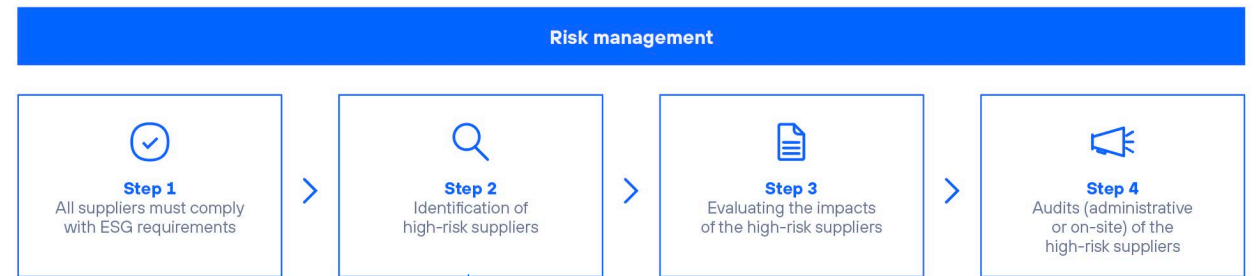 Risk management
Step 1
All suppliers must comply
with ESG requirements
Step 2
Identification of
high-risk suppliers
Step 3
Evaluating the impacts
of the high-risk suppliers
Step 4
Audits (administrative
or on-site) of the
high-risk suppliers